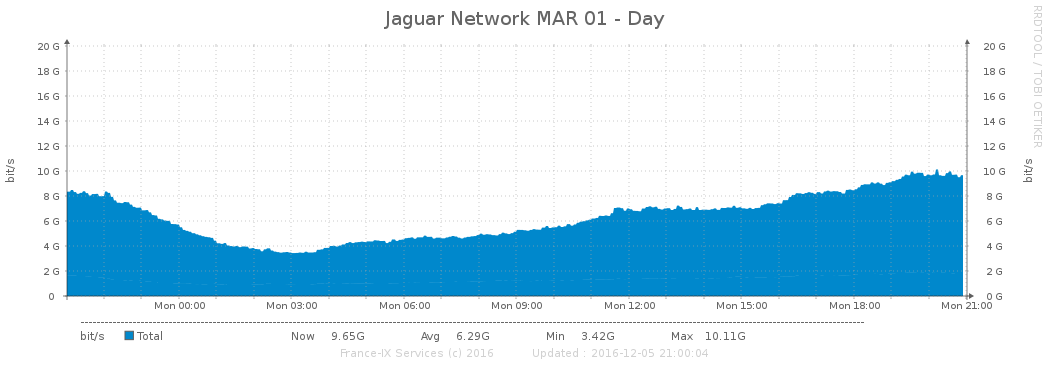 Jaguar Network MAR 01 - Day
RRDTOOL / TOBI OETIKER
bit/s
20 G
18 G
16 G
14 G
12 G
10 G
8 G
6 G
4 G
2 G
0
20 G
18 G
16 G
14 G
12 G
10 G
8 G
6 G
4 G
2 G
0 G
bit/s
Mon 00:00 Mon 03:00 Mon 06:00 Mon 09:00 Mon 12:00 Mon 15:00 Mon 18:00 Mon 21:00
bit/s Total Now 9.65G Avg 6.29G Min 3.42G Max 10.11G
France-IX Services (c) 2016 Updated : 2016-12-05 21:00:04